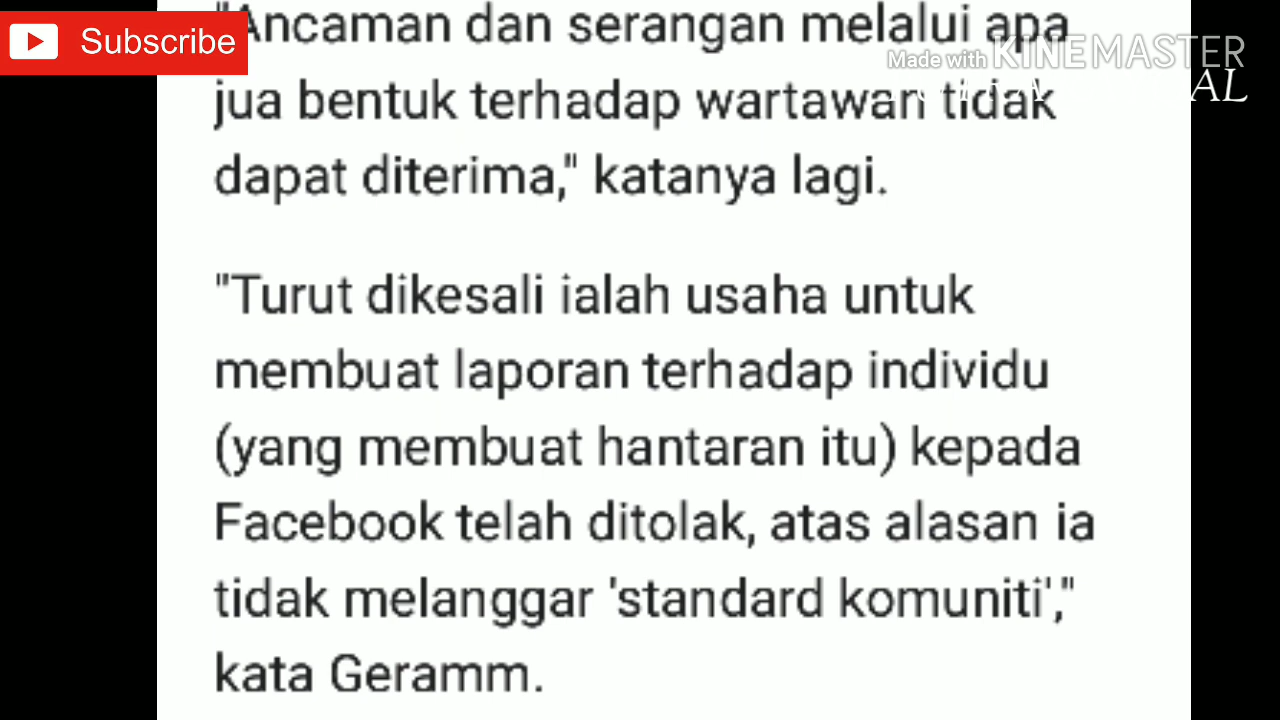 Subscribe
"Ancaman dan serangan melalui apa
Made with KINEMASTER
jua bentuk terhadap wartawan tidak
AL
dapat diterima," katanya lagi.
"Turut dikesali ialah usaha untuk
membuat laporan terhadap individu
(yang membuat hantaran itu) kepada
Facebook telah ditolak, atas alasan ia
tidak melanggar 'standard komuniti',"
kata Geramm.